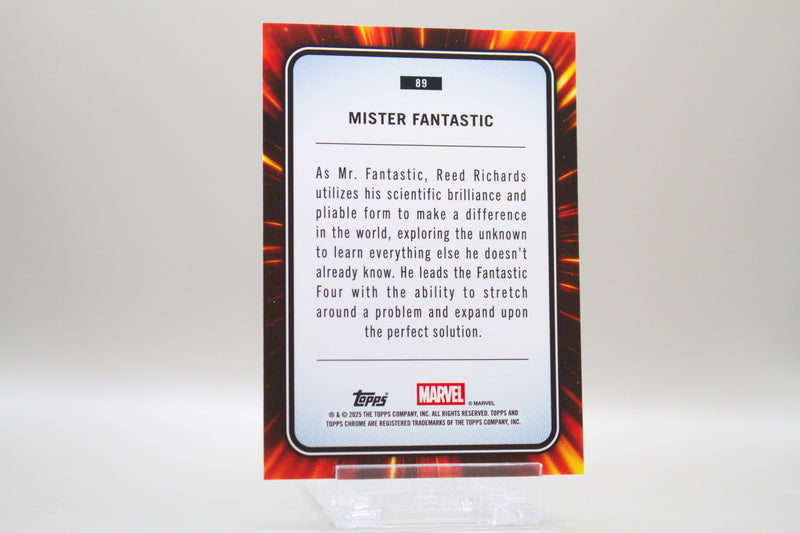 89
MISTER FANTASTIC
As Mr. Fantastic, Reed Richards
utilizes his scientific brilliance and
pliable form to make a difference
in the world, exploring the unknown
to learn everything else he doesn't
already know. He leads the Fantastic
Four with the ability to stretch
around a problem and expand upon
the perfect solution.
Topps MARVEL © MARVEL
® & © 2025 THE TOPPS COMPANY, INC. ALL RIGHTS RESERVED. TOPPS AND
TOPPS CHROME ARE REGISTERED TRADEMARKS OF THE TOPPS COMPANY, INC.